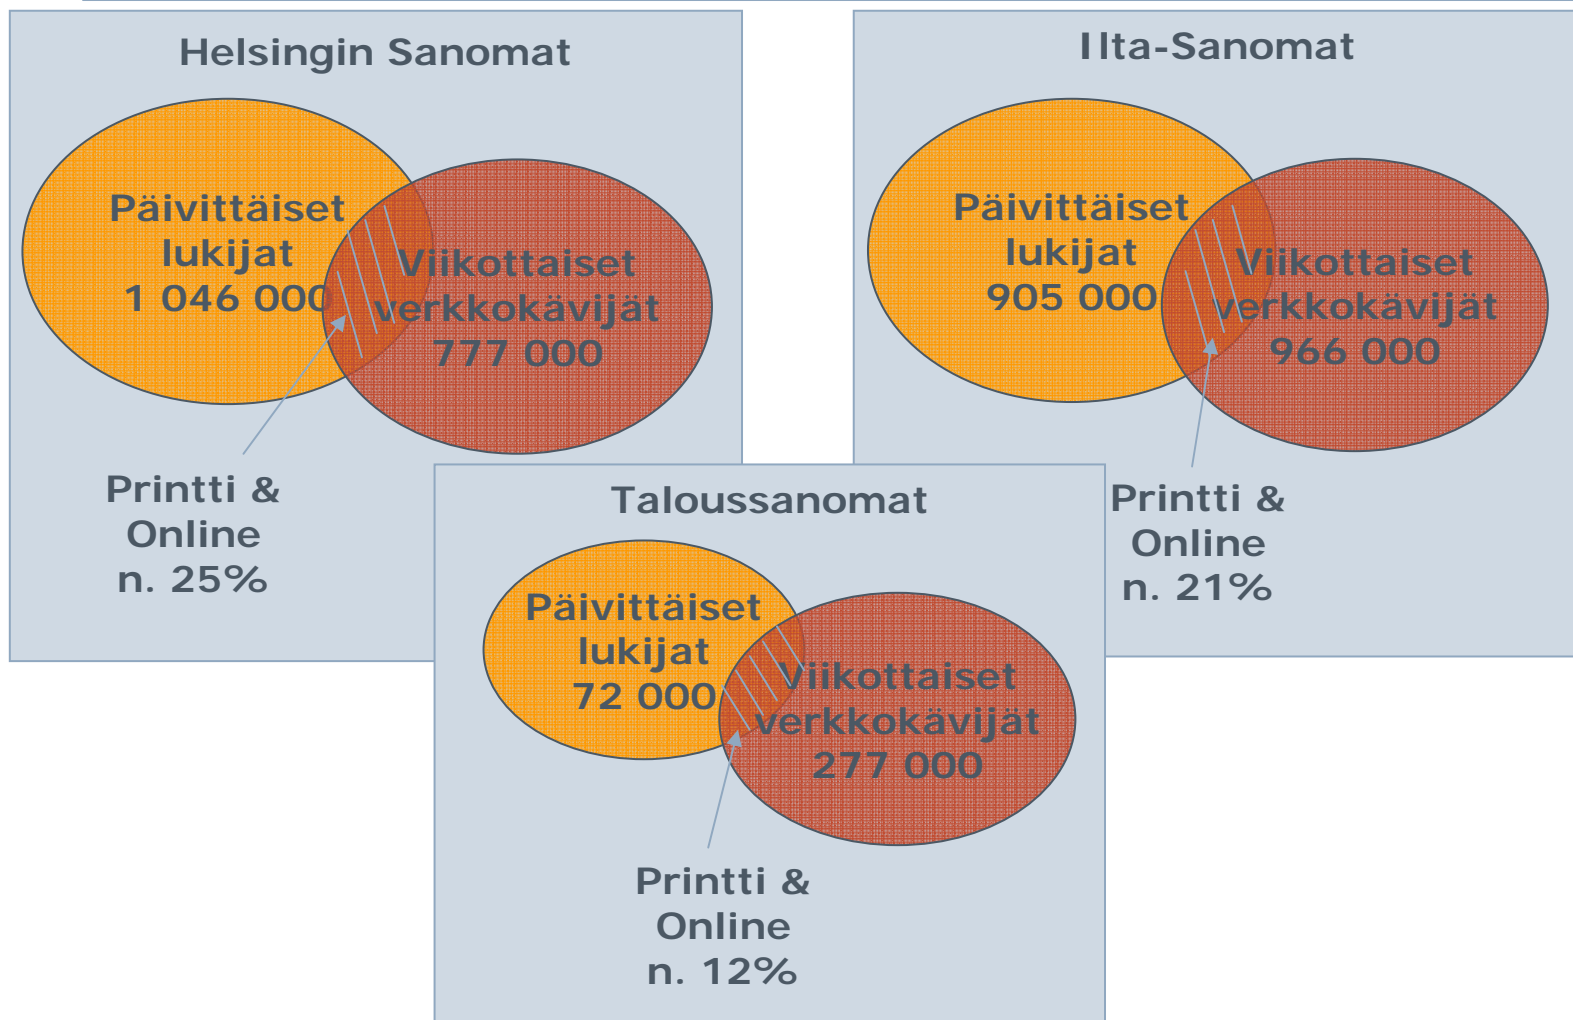 Helsingin Sanomat
Päivittäiset
lukijat
1 046 000
Viikottaiset
verkkokävijät
777 000
Printti &
Online
n. 25%
Ilta-Sanomat
Päivittäiset
lukijat
905 000
Viikottaiset
verkkokävijät
966 000
Printti &
Online
n. 21%
Taloussanomat
Päivittäiset
lukijat
72 000
Viikottaiset
verkkokävijät
277 000
Printti &
Online
n. 12%